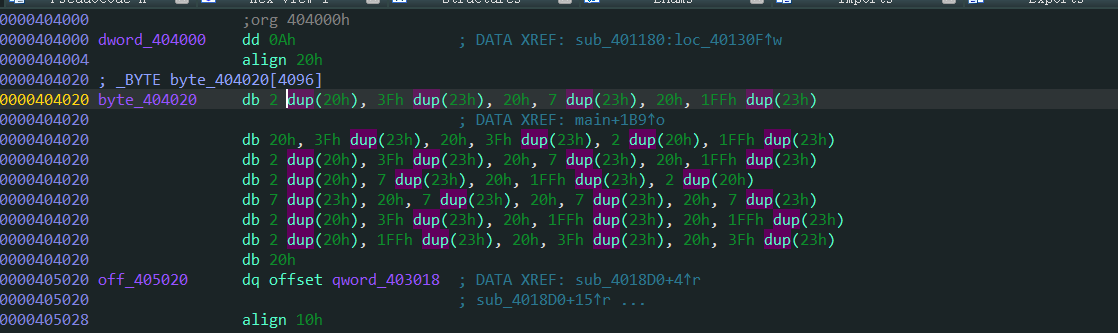 0000404000 ;org 404000h
0000404000 dword_404000 dd 0Ah ; DATA XREF: sub_401180:loc_40130F↑w
0000404004 align 20h
0000404020 ; _BYTE byte_404020[4096]
0000404020 byte_404020 db 2 dup(20h), 3Fh dup(23h), 20h, 7 dup(23h), 20h, 1FFh dup(23h)
0000404020 ; DATA XREF: main+1B9↑o
0000404020 db 20h, 3Fh dup(23h), 20h, 3Fh dup(23h), 2 dup(20h), 1FFh dup(23h)
0000404020 db 2 dup(20h), 3Fh dup(23h), 20h, 7 dup(23h), 20h, 1FFh dup(23h)
0000404020 db 2 dup(20h), 7 dup(23h), 20h, 1FFh dup(23h), 2 dup(20h)
0000404020 db 7 dup(23h), 20h, 7 dup(23h), 20h, 7 dup(23h), 20h, 7 dup(23h)
0000404020 db 2 dup(20h), 3Fh dup(23h), 20h, 1FFh dup(23h), 20h, 1FFh dup(23h)
0000404020 db 2 dup(20h), 1FFh dup(23h), 20h, 3Fh dup(23h), 20h, 3Fh dup(23h)
0000404020 db 20h
0000405020 off_405020 dq offset qword_403018 ; DATA XREF: sub_4018D0+4↑r
0000405020 ; sub_4018D0+15↑r ...
0000405028 align 10h